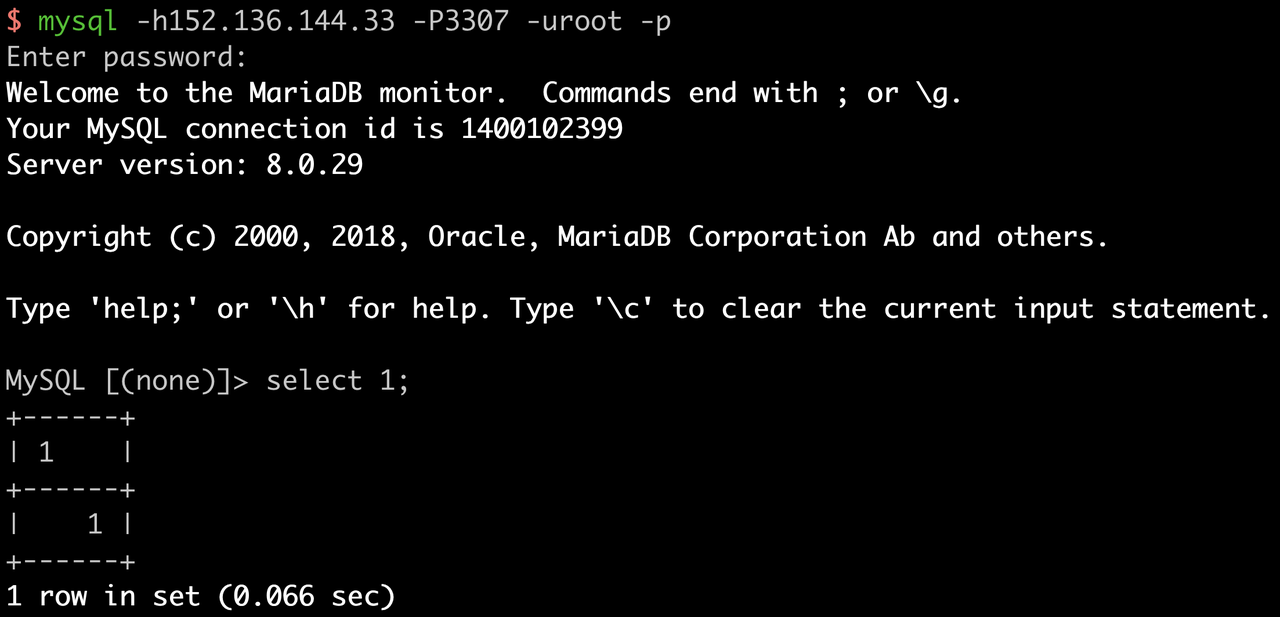 $ mysql -h152.136.144.33 -P3307 -uroot -p
Enter password:
Welcome to the MariaDB monitor.  Commands end with ; or \g.
Your MySQL connection id is 1400102399
Server version: 8.0.29
Copyright (c) 2000, 2018, Oracle, MariaDB Corporation Ab and others.
Type 'help;' or '\h' for help. Type '\c' to clear the current input statement.
MySQL [(none)]> select 1;
+------+
| 1    |
+------+
|    1 |
+------+
1 row in set (0.066 sec)